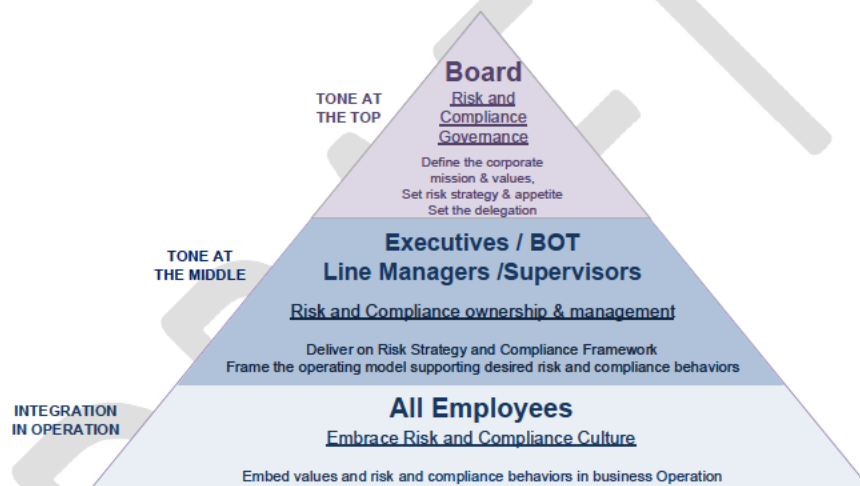 Board
TONE AT
THE TOP
Risk and
Compliance
Governance
Define the corporate
mission & values,
Set risk strategy & appetite
Set the delegation
TONE AT
THE MIDDLE
Executives / BOT
Line Managers /Supervisors
Risk and Compliance ownership & management
Deliver on Risk Strategy and Compliance Framework
Frame the operating model supporting desired risk and compliance behaviors
INTEGRATION
IN OPERATION
All Employees
Embrace Risk and Compliance Culture
Embed values and risk and compliance behaviors in business Operation